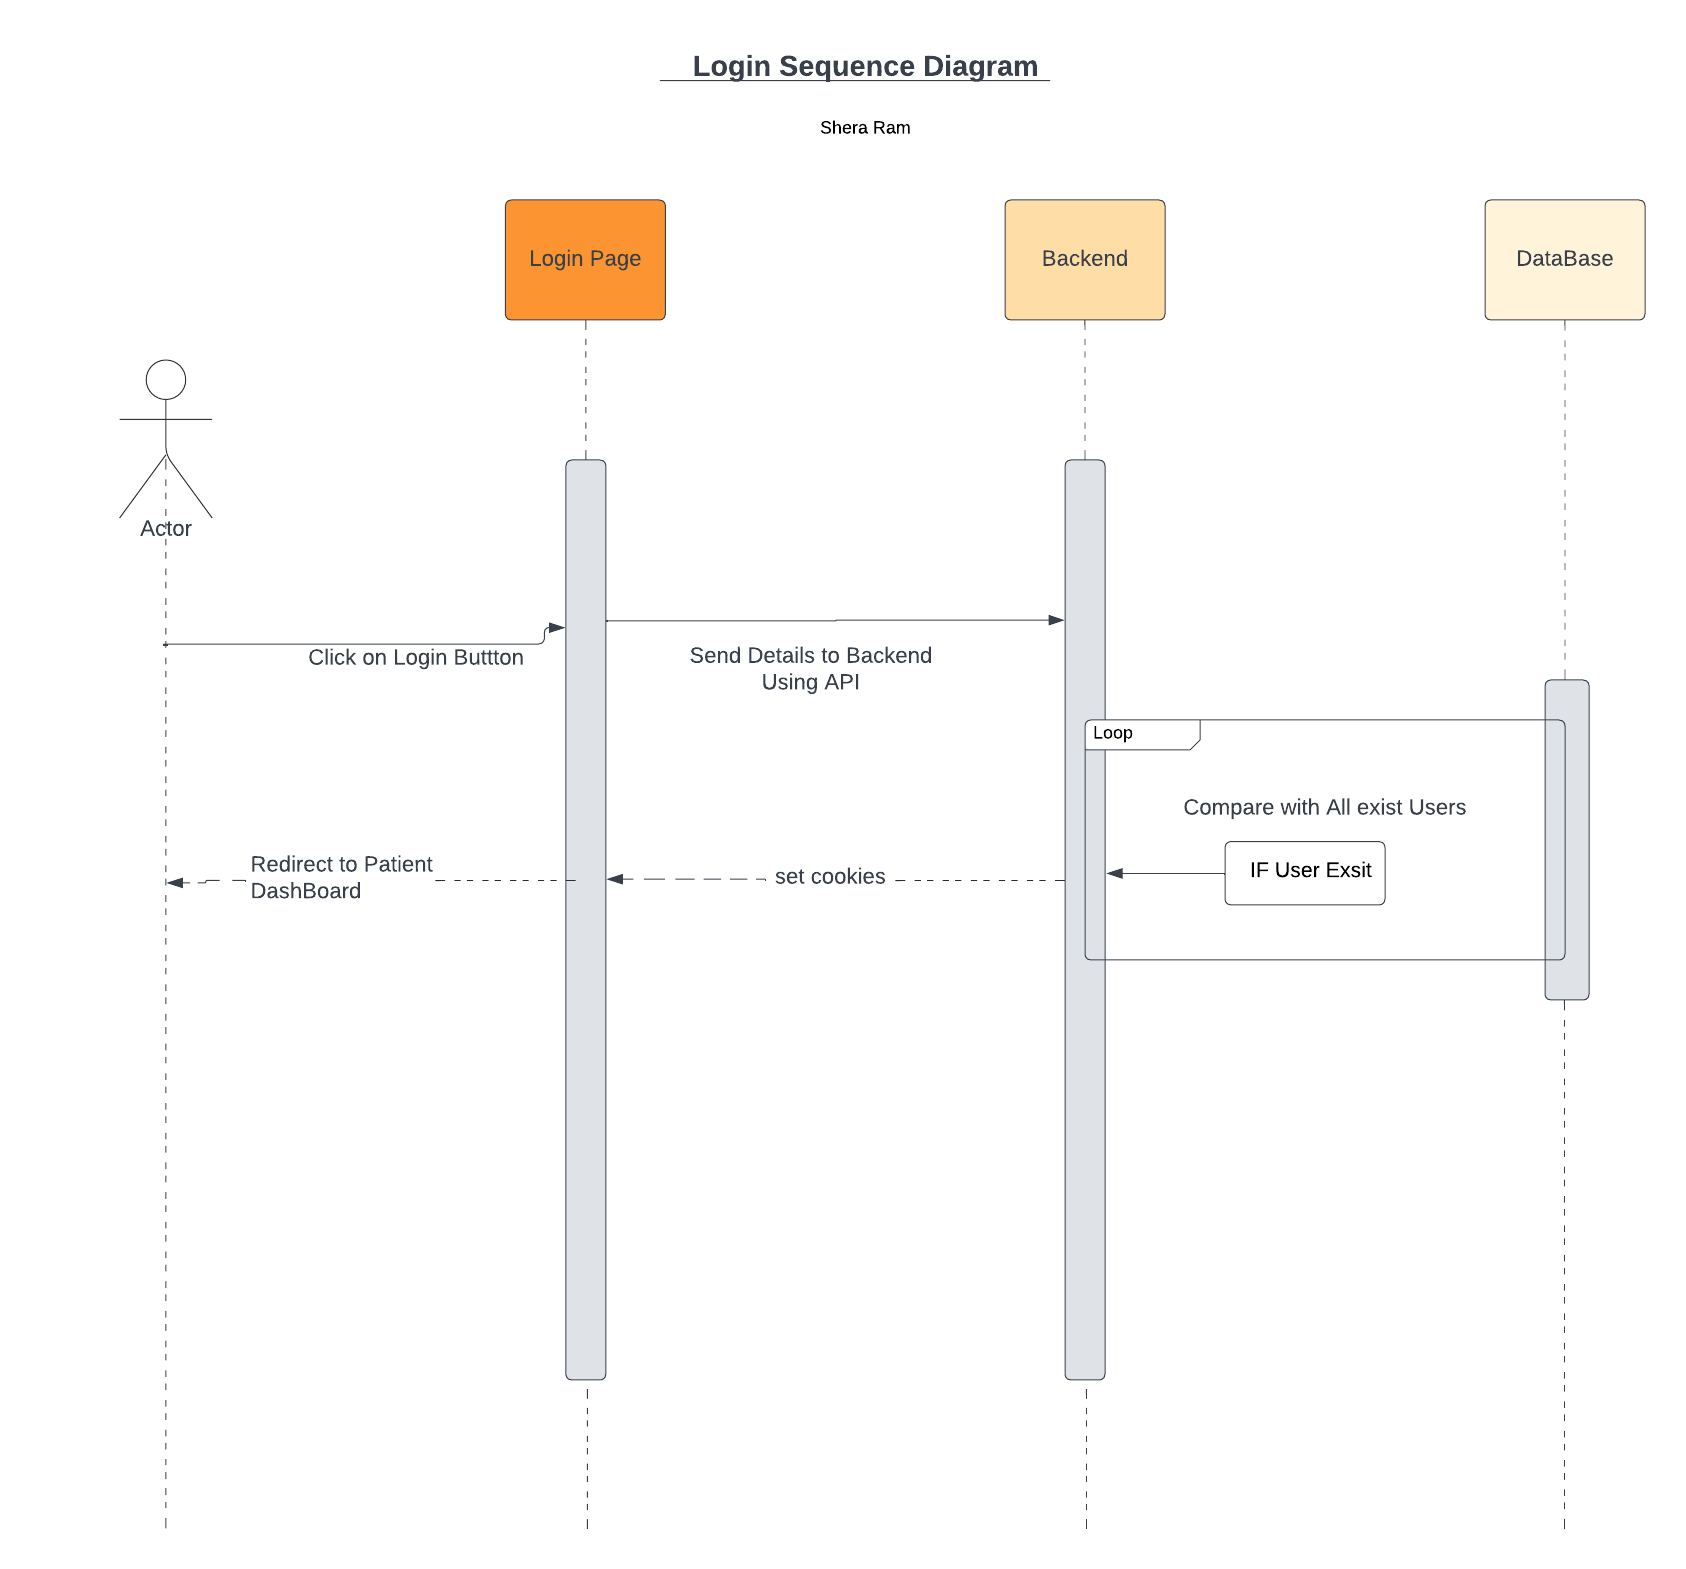 Login Sequence Diagram
Shera Ram
Login Page
Backend
DataBase
Actor
Click on Login Buttton
Send Details to Backend
Using API
Loop
Compare with All exist Users
IF User Exsit
set cookies
Redirect to Patient
DashBoard